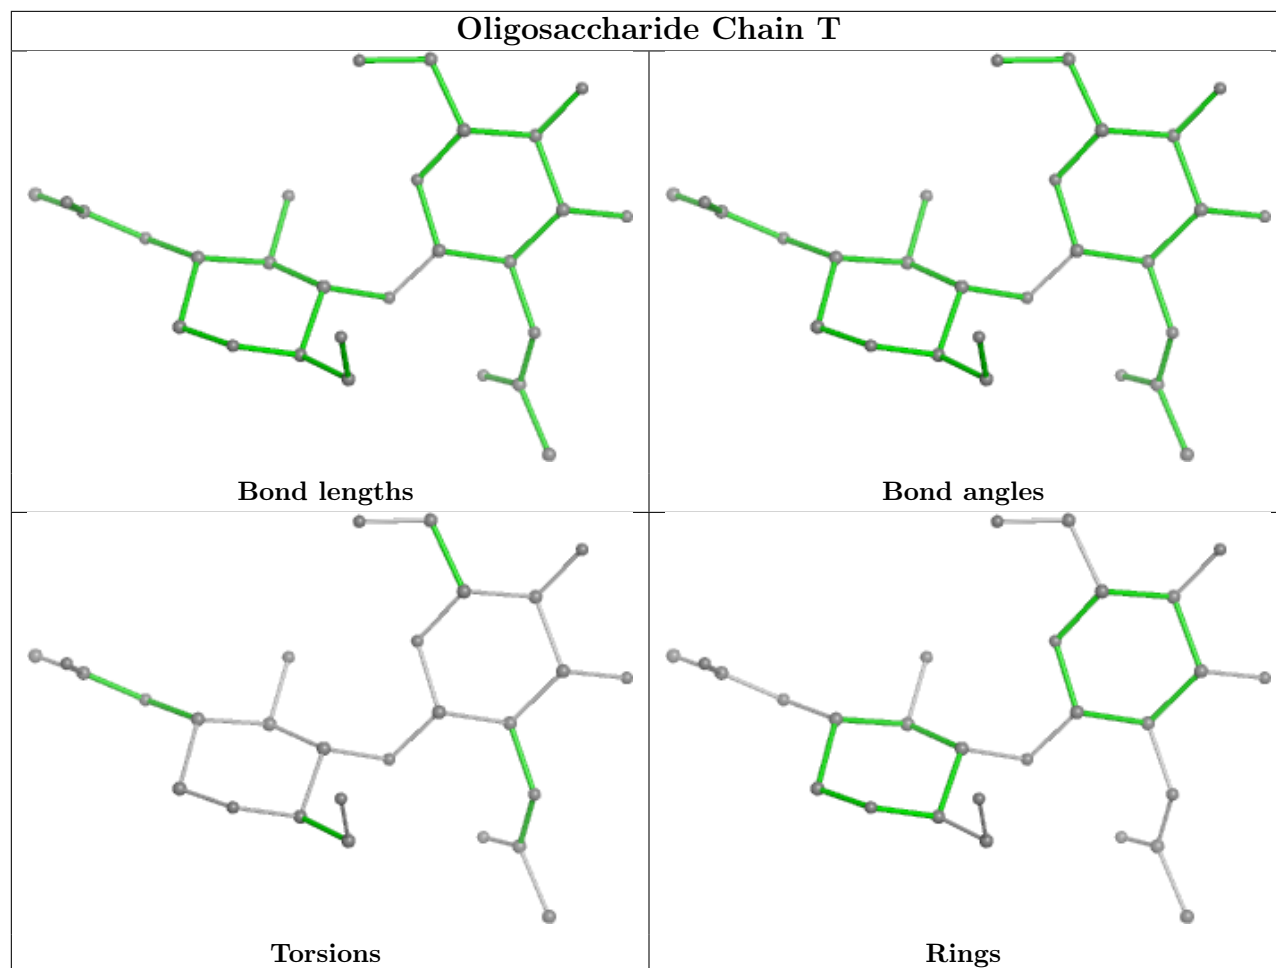 Oligosaccharide Chain T
Bond lengths
Bond angles
Torsions
Rings